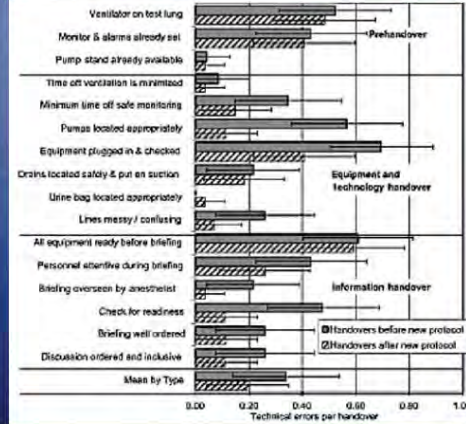 Ventilator on test lung
Monitor & alarms already set
Prehandover
Pump stand already available
Time off ventilation is minimized
Minimum time off safe monitoring
Pumps located appropriately
Equipment plugged in & checked
Drains located safely & put on suction
Equipment and
technology handover
Urine bag located appropriately
Lines messy / confusing
All equipment ready before briefing
Personnel attentive during briefing
Briefing overseen by anesthetist
Information handover
Check for readiness
Briefing well ordered
Handovers before new protocol
Handovers after new protocol
Discussion ordered and inclusive
Mean by Type
0.00 0.20 0.40 0.60 0.80 1.0
Technical errors per handover